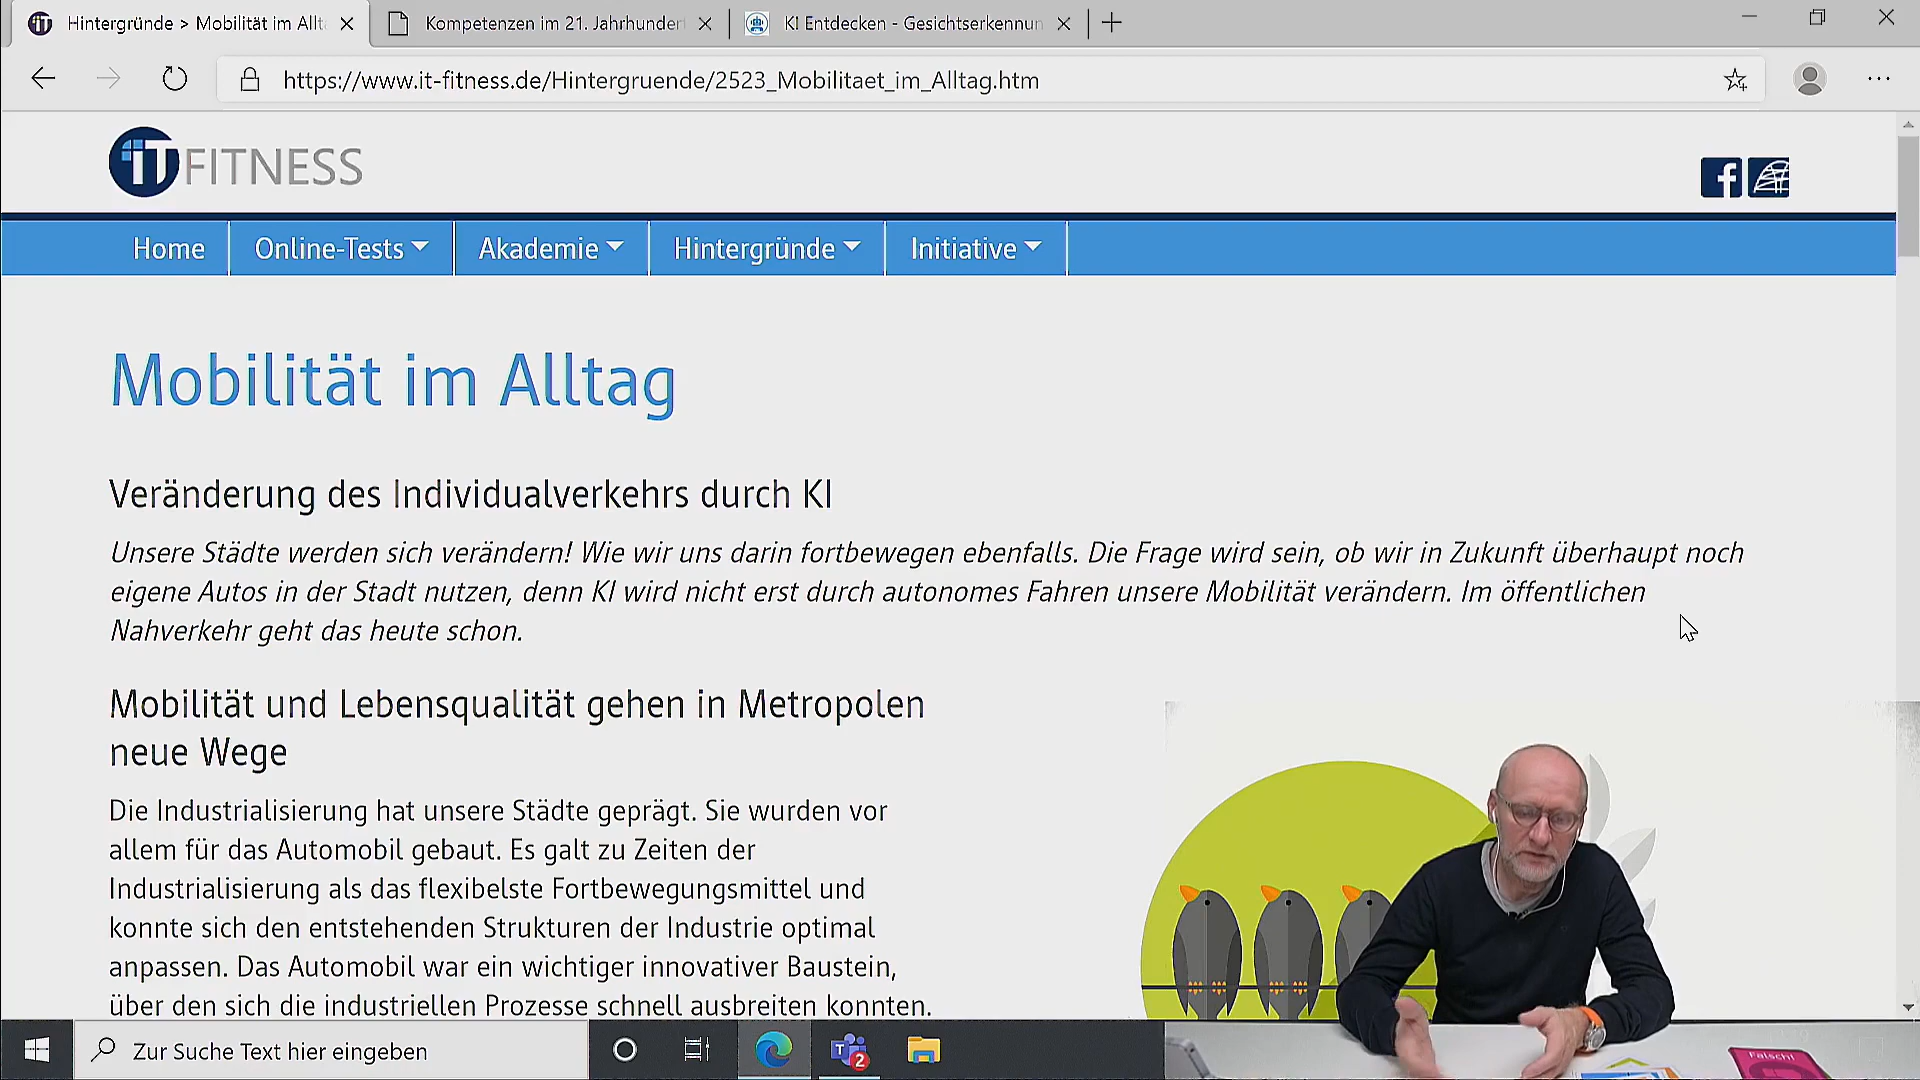 Hintergründe > Mobilität im Allt
Kompetenzen im 21. Jahrhundert
KI Entdecken - Gesichtserkennun
https://www.it-fitness.de/Hintergruende/2523_Mobilitaet_im_Alltag.htm
iT FITNESS
Home
Online-Tests
Akademie
Hintergründe
Initiative
Mobilität im Alltag
Veränderung des Individualverkehrs durch KI
Unsere Städte werden sich verändern! Wie wir uns darin fortbewegen ebenfalls. Die Frage wird sein, ob wir in Zukunft überhaupt noch
eigene Autos in der Stadt nutzen, denn KI wird nicht erst durch autonomes Fahren unsere Mobilität verändern. Im öffentlichen
Nahverkehr geht das heute schon.
Mobilität und Lebensqualität gehen in Metropolen
neue Wege
Die Industrialisierung hat unsere Städte geprägt. Sie wurden vor
allem für das Automobil gebaut. Es galt zu Zeiten der
Industrialisierung als das flexibelste Fortbewegungsmittel und
konnte sich den entstehenden Strukturen der Industrie optimal
anpassen. Das Automobil war ein wichtiger innovativer Baustein,
über den sich die industriellen Prozesse schnell ausbreiten konnten.
Zur Suche Text hier eingeben
2
Falsch!